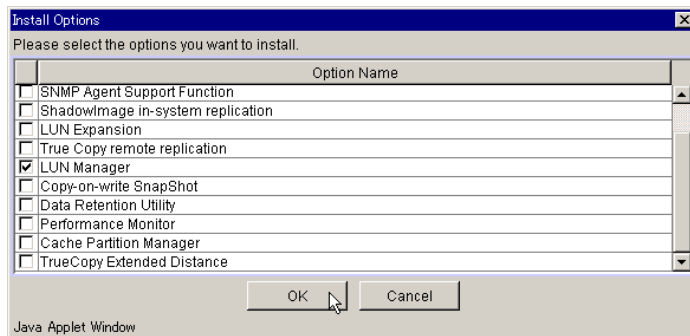 Install Options
Please select the options you want to install.
Option Name
SNMP Agent Support Function
ShadowImage in-system replication
LUN Expansion
True Copy remote replication
LUN Manager
Copy-on-write SnapShot
Data Retention Utility
Performance Monitor
Cache Partition Manager
TrueCopy Extended Distance
OK Cancel
Java Applet Window